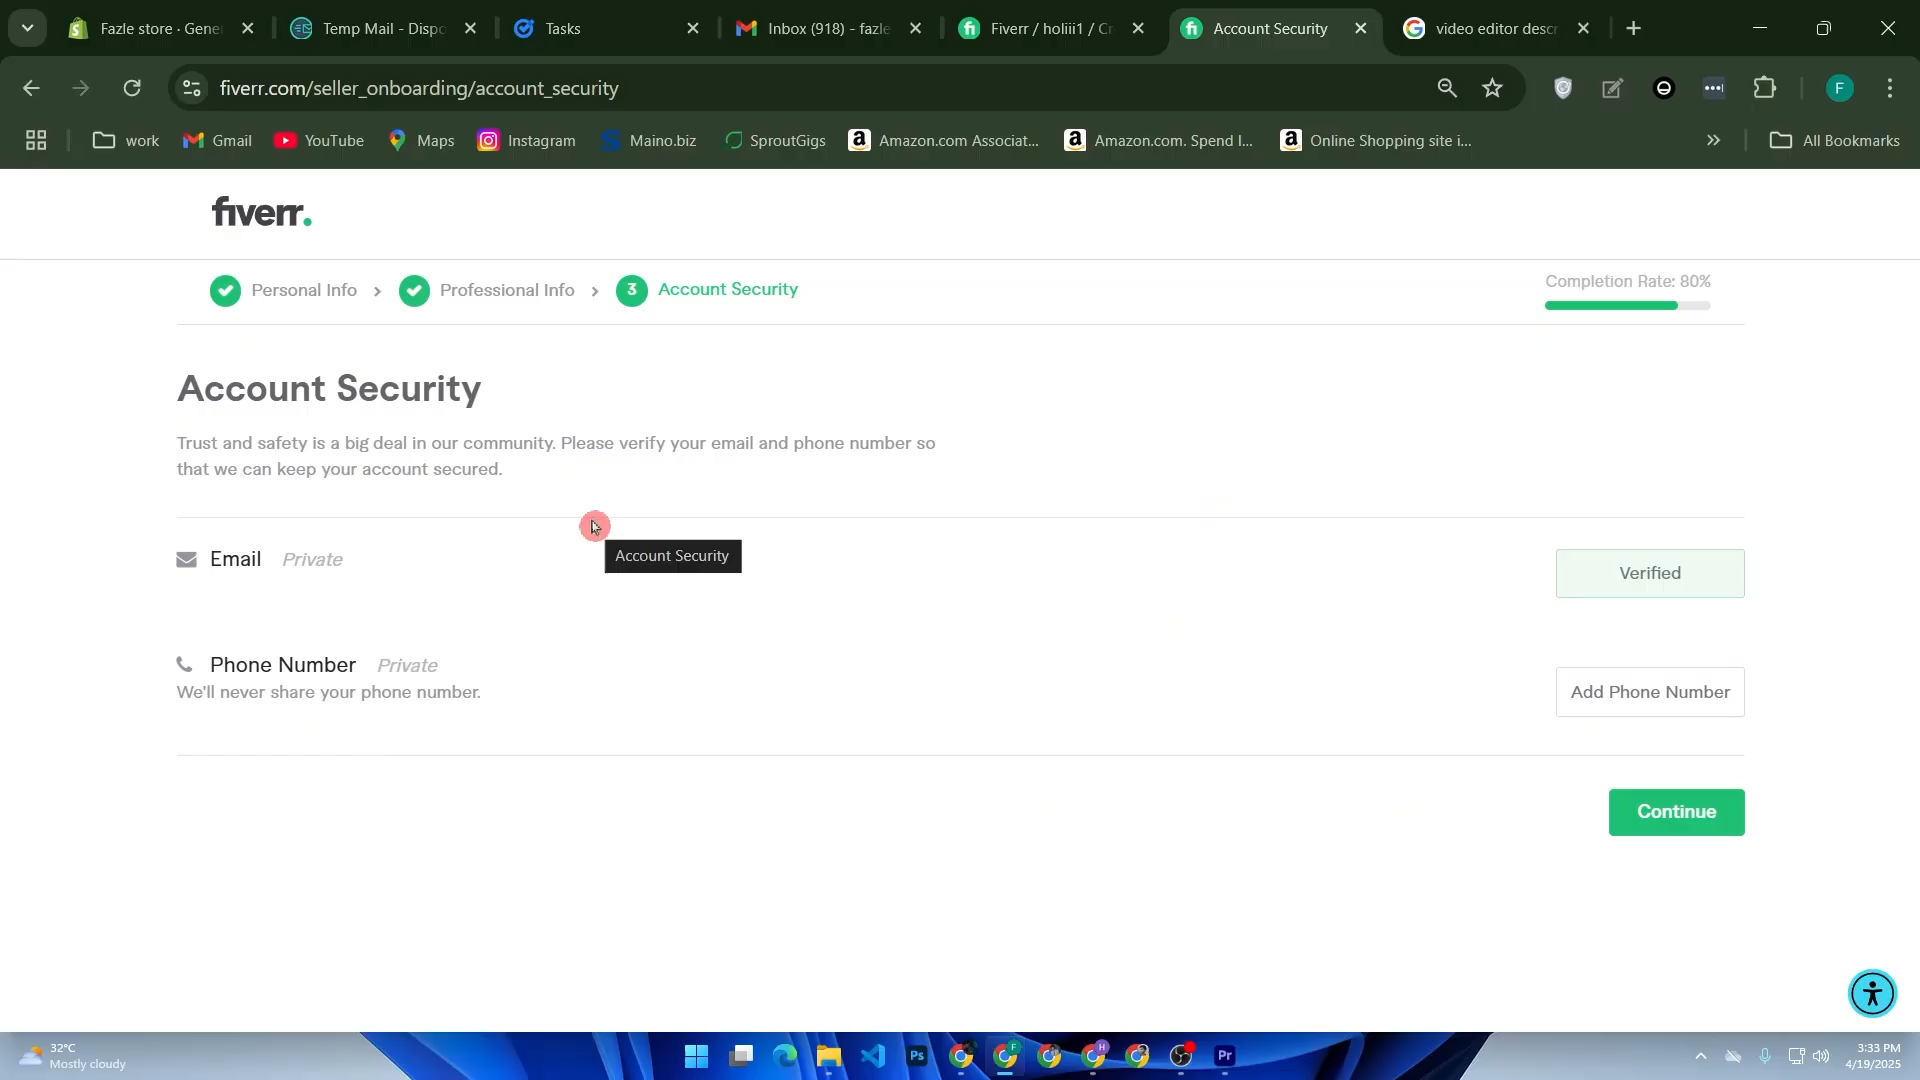 Fazle store · Gene
Temp Mail - Dispo
Tasks
Inbox (918) - fazle
Fiverr / holiii1 / Cr
Account Security
video editor descr
fiverr.com/seller_onboarding/account_security
F
work
Gmail
YouTube
Maps
Instagram
Maino.biz
SproutGigs
Amazon.com Associat...
Amazon.com. Spend I...
Online Shopping site i...
All Bookmarks
fiverr.
Personal Info
Professional Info
3
Account Security
Completion Rate: 80%
Account Security
Trust and safety is a big deal in our community. Please verify your email and phone number so
that we can keep your account secured.
Email Private
Account Security
Verified
Phone Number Private
We'll never share your phone number.
Add Phone Number
Continue
32°C
Mostly cloudy
Ps
Pr
3:33 PM
4/19/2025